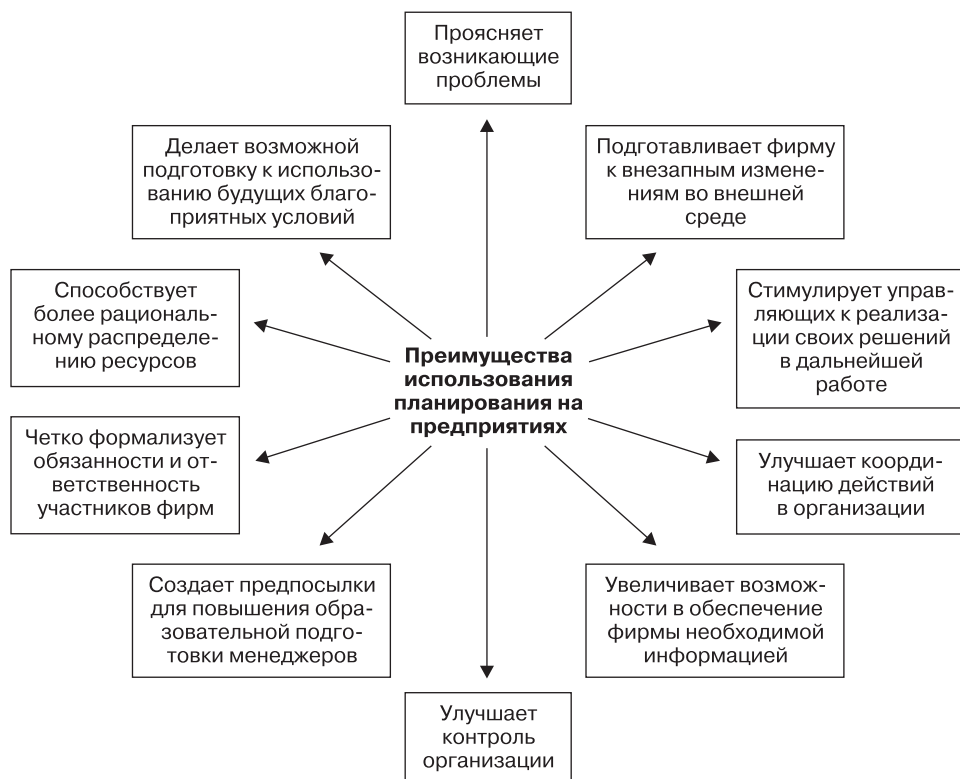 Проясняет
возникающие
проблемы
Делает возможной
подготовку к использо-
ванию будущих благо-
приятных условий
Подготавливает фирму
к внезапным измене-
ниям во внешней
среде
Способствует
более рациональ-
ному распределе-
нию ресурсов
Стимулирует управ-
ляющих к реализа-
ции своих решений
в дальнейшей
работе
Преимущества
использования
планирования на
предприятиях
Четко формализует
обязанности и от-
ветственность
участников фирм
Улучшает коорди-
нацию действий
в организации
Создает предпосылки
для повышения обра-
зовательной подго-
товки менеджеров
Увеличивает возмож-
ности в обеспечение
фирмы необходимой
информацией
Улучшает
контроль
организации